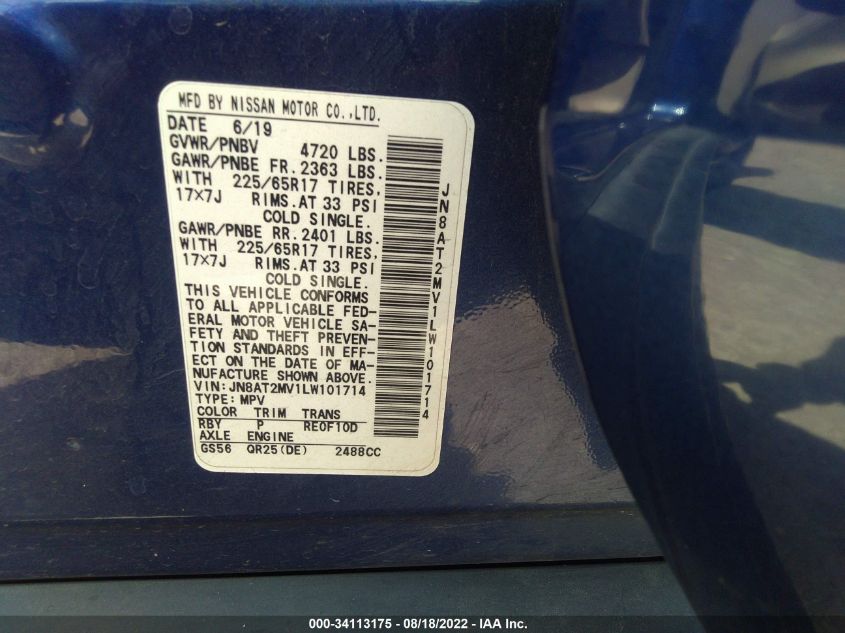 MFD BY NISSAN MOTOR CO.,LTD.
DATE 6/19
GVWR/PNBV 4720 LBS.
GAWR/PNBE FR. 2363 LBS.
WITH 225/65R17 TIRES,
17×7J RIMS. AT 33 PSI
COLD SINGLE.
GAWR/PNBE RR. 2401 LBS.
WITH 225/65R17 TIRES,
17×7J RIMS. AT 33 PSI
COLD SINGLE.
THIS VEHICLE CONFORMS
TO ALL APPLICABLE FED-
ERAL MOTOR VEHICLE SA-
FETY AND THEFT PREVEN-
TION STANDARDS IN EFF-
ECT ON THE DATE OF MA-
NUFACTURE SHOWN ABOVE.
VIN:JN8AT2MV1LW101714
TYPE:MPV
COLOR TRIM TRANS
RBY P RE0F10D
AXLE ENGINE
GS56 QR25(DE) 2488CC
JN8AT2MV1LW101714
000-34113175 - 08/18/2022 - IAA Inc.